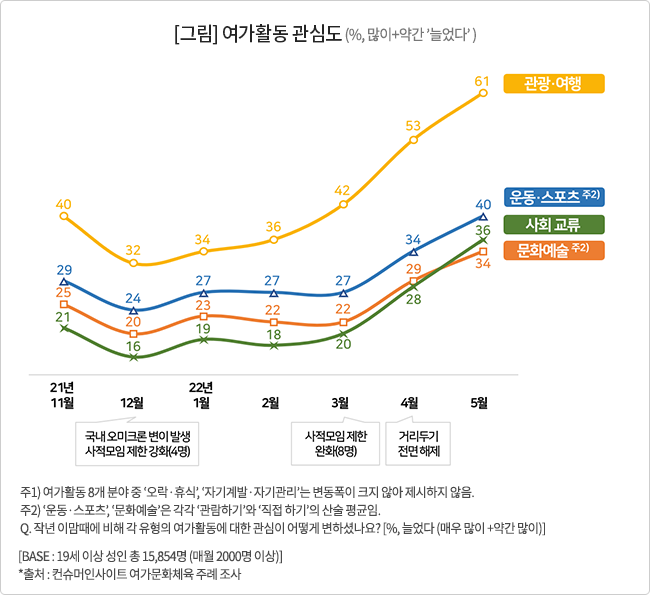 [그림] 여가활동 관심도 (%, 많이+약간 '늘었다' )
61
관광·여행
53
42
40
36
34
32
운동·스포츠 주2)
40
사회 교류
36
문화예술 주2)
34
34
29
27
27
27
24
29
28
25
23
22
22
20
21
19
18
20
16
21년
11월
12월
22년
1월
2월
3월
4월
5월
국내 오미크론 변이 발생
사적모임 제한 강화(4명)
사적모임 제한
완화(8명)
거리두기
전면 해제
주1) 여가활동 8개 분야 중 '오락·휴식', '자기계발·자기관리'는 변동폭이 크지 않아 제시하지 않음.
주2) '운동·스포츠', '문화예술'은 각각 '관람하기'와 '직접 하기'의 산술 평균임.
Q. 작년 이맘때에 비해 각 유형의 여가활동에 대한 관심이 어떻게 변하셨나요? [%, 늘었다 (매우 많이 +약간 많이)]
[BASE : 19세 이상 성인 총 15,854명 (매월 2000명 이상)]
*출처 : 컨슈머인사이트 여가문화체육 주례 조사